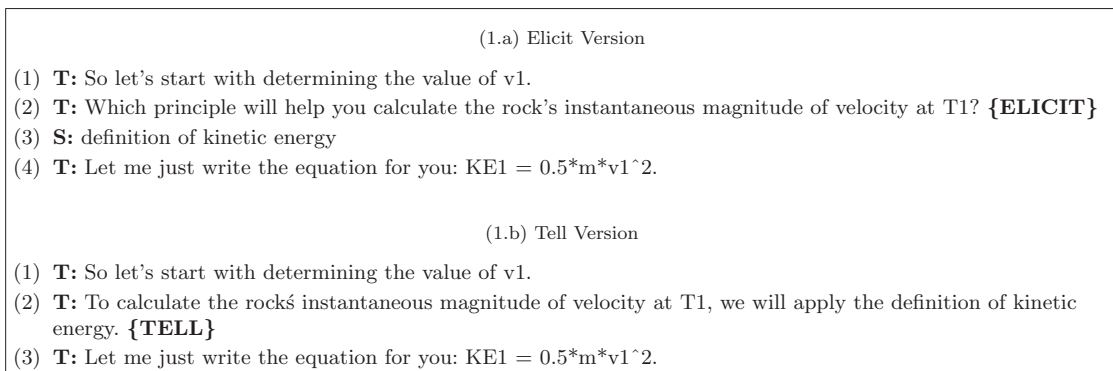 (1.a) Elicit Version
(1) T: So let's start with determining the value of v1.
(2) T: Which principle will help you calculate the rock's instantaneous magnitude of velocity at T1? {ELICIT}
(3) S: definition of kinetic energy
(4) T: Let me just write the equation for you: KE1 = 0.5*m*v1^2.
(1.b) Tell Version
(1) T: So let's start with determining the value of v1.
(2) T: To calculate the rockś instantaneous magnitude of velocity at T1, we will apply the definition of kinetic
energy. {TELL}
(3) T: Let me just write the equation for you: KE1 = 0.5*m*v1^2.